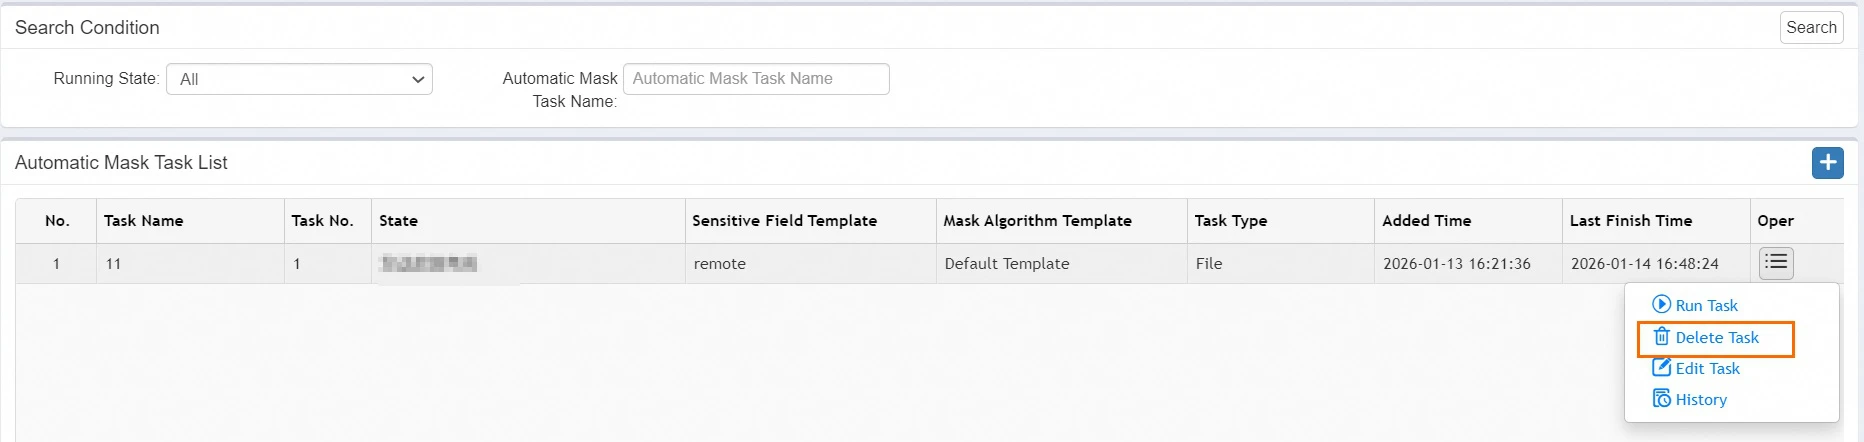 Search Condition
Search
Running State:
All
Automatic Mask
Task Name:
Automatic Mask Task Name
Automatic Mask Task List
No. Task Name Task No. State Sensitive Field Template Mask Algorithm Template Task Type Added Time Last Finish Time Oper
1 11 1 remote Default Template File 2026-01-13 16:21:36 2026-01-14 16:48:24
Run Task
Delete Task
Edit Task
History